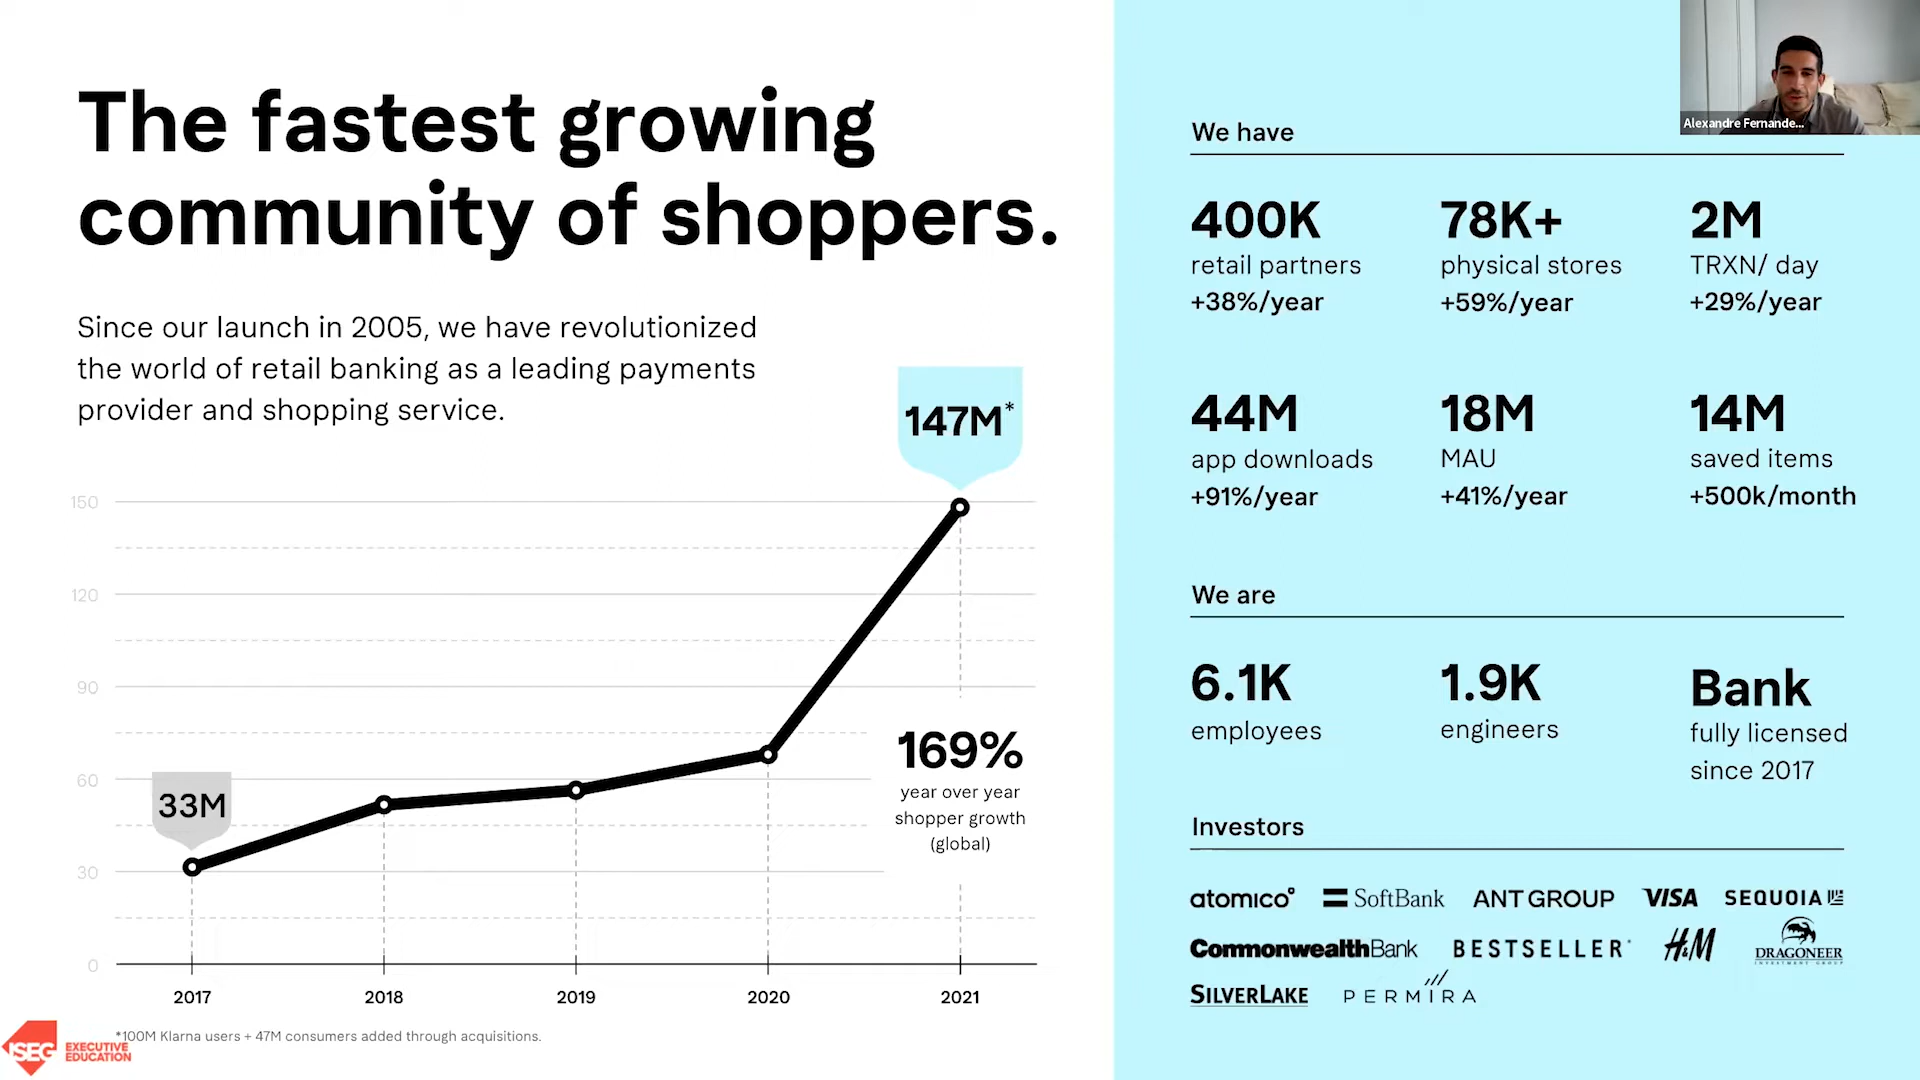 The fastest growing
community of shoppers.
Since our launch in 2005, we have revolutionized
the world of retail banking as a leading payments
provider and shopping service.
147M*
150
120
90
60
30
0
33M
169%
year over year
shopper growth
(global)
2017
2018
2019
2020
2021
*100M Klarna users + 47M consumers added through acquisitions.
ISEG
EXECUTIVE
EDUCATION
Alexandre Fernande...
We have
400K
retail partners
+38%/year
78K+
physical stores
+59%/year
2M
TRXN/ day
+29%/year
44M
app downloads
+91%/year
18M
MAU
+41%/year
14M
saved items
+500k/month
We are
6.1K
employees
1.9K
engineers
Bank
fully licensed
since 2017
Investors
atomico°
SoftBank
ANT GROUP
VISA
SEQUOIA
CommonwealthBank
BESTSELLER
H&M
DRAGONEER
INVESTMENT GROUP
SILVERLAKE
PERMIRA